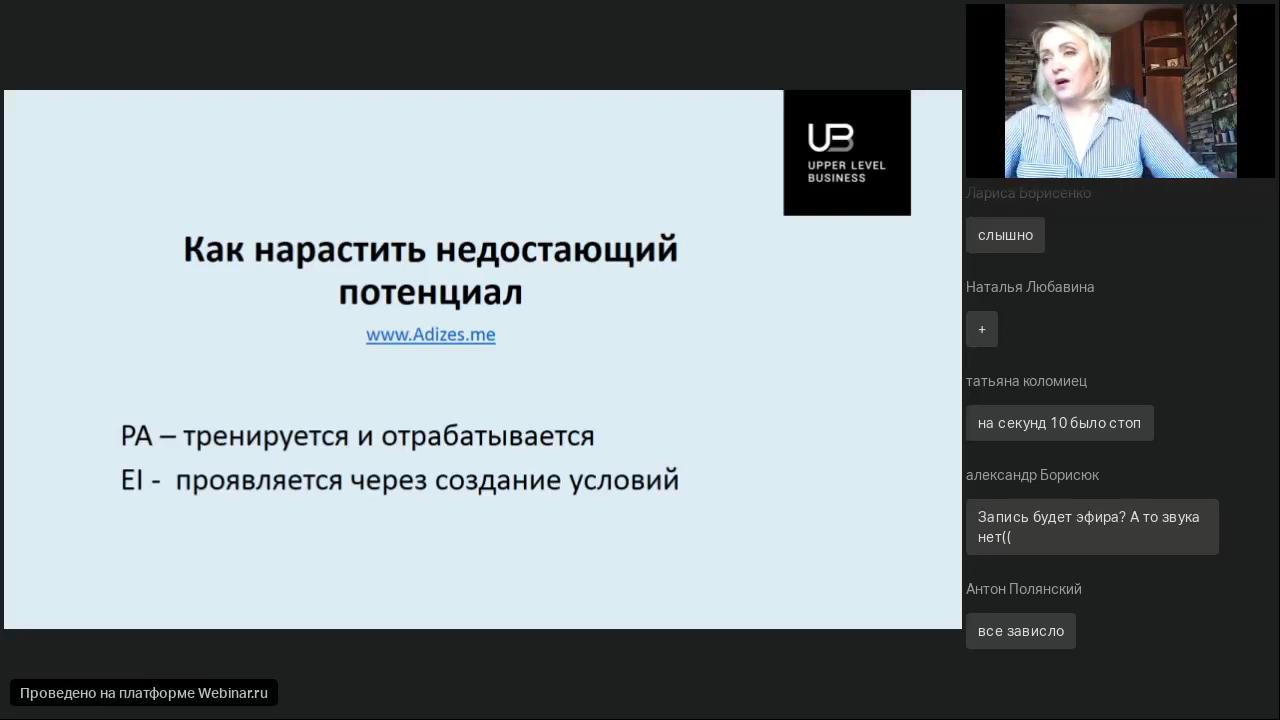 UB
UPPER LEVEL
BUSINESS
Как нарастить недостающий
потенциал
www.Adizes.me
PA – тренируется и отрабатывается
EI - проявляется через создание условий
Лариса Борисенко
слышно
Наталья Любавина
+
татьяна коломиец
на секунд 10 было стоп
александр Борисюк
Запись будет эфира? А то звука
нет((
Антон Полянский
все зависло
Проведено на платформе Webinar.ru